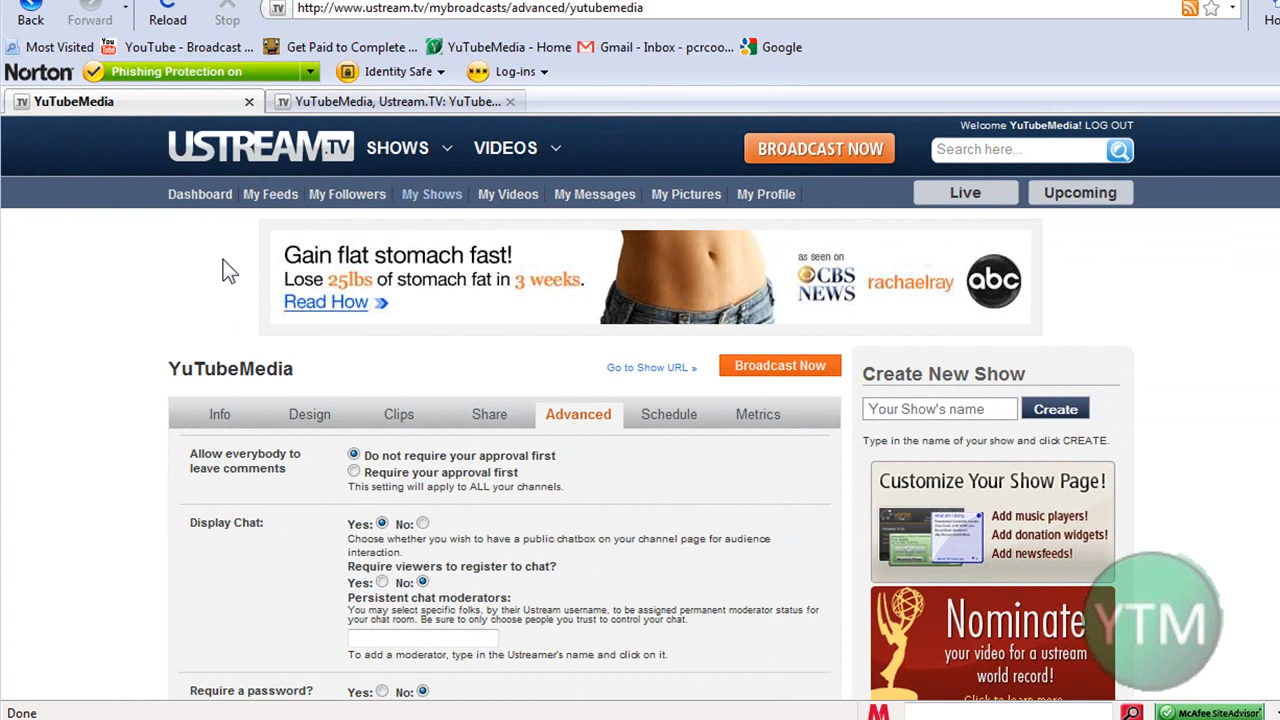 Back
Forward
Reload
Stop
http://www.ustream.tv/mybroadcasts/advanced/yutubemedia
Most Visited
YouTube - Broadcast ...
Get Paid to Complete ...
YuTubeMedia - Home
Gmail - Inbox - pcrcoo...
Google
Norton
Phishing Protection on
Identity Safe
Log-ins
YuTubeMedia
YuTubeMedia, Ustream.TV: YuTube...
Welcome YuTubeMedia! LOG OUT
USTREAM.TV
SHOWS
VIDEOS
BROADCAST NOW
Search here...
Dashboard
My Feeds
My Followers
My Shows
My Videos
My Messages
My Pictures
My Profile
Live
Upcoming
Gain flat stomach fast!
Lose 25lbs of stomach fat in 3 weeks.
Read How
as seen on
CBS
NEWS
rachaelray
abc
YuTubeMedia
Go to Show URL »
Broadcast Now
Info
Design
Clips
Share
Advanced
Schedule
Metrics
Allow everybody to
leave comments
Do not require your approval first
Require your approval first
This setting will apply to ALL your channels.
Display Chat:
Yes: No:
Choose whether you wish to have a public chatbox on your channel page for audience
interaction.
Require viewers to register to chat?
Yes: No:
Persistent chat moderators:
You may select specific folks, by their Ustream username, to be assigned permanent moderator status for
your chat room. Be sure to only choose people you trust to control your chat.
To add a moderator, type in the Ustreamer's name and click on it.
Require a password?
Yes: No:
Create New Show
Your Show's name
Create
Type in the name of your show and click CREATE.
Customize Your Show Page!
Add music players!
Add donation widgets!
Add newsfeeds!
Nominate
your video for a ustream
world record!
Click to learn more
YTM
Done
McAfee SiteAdvisor